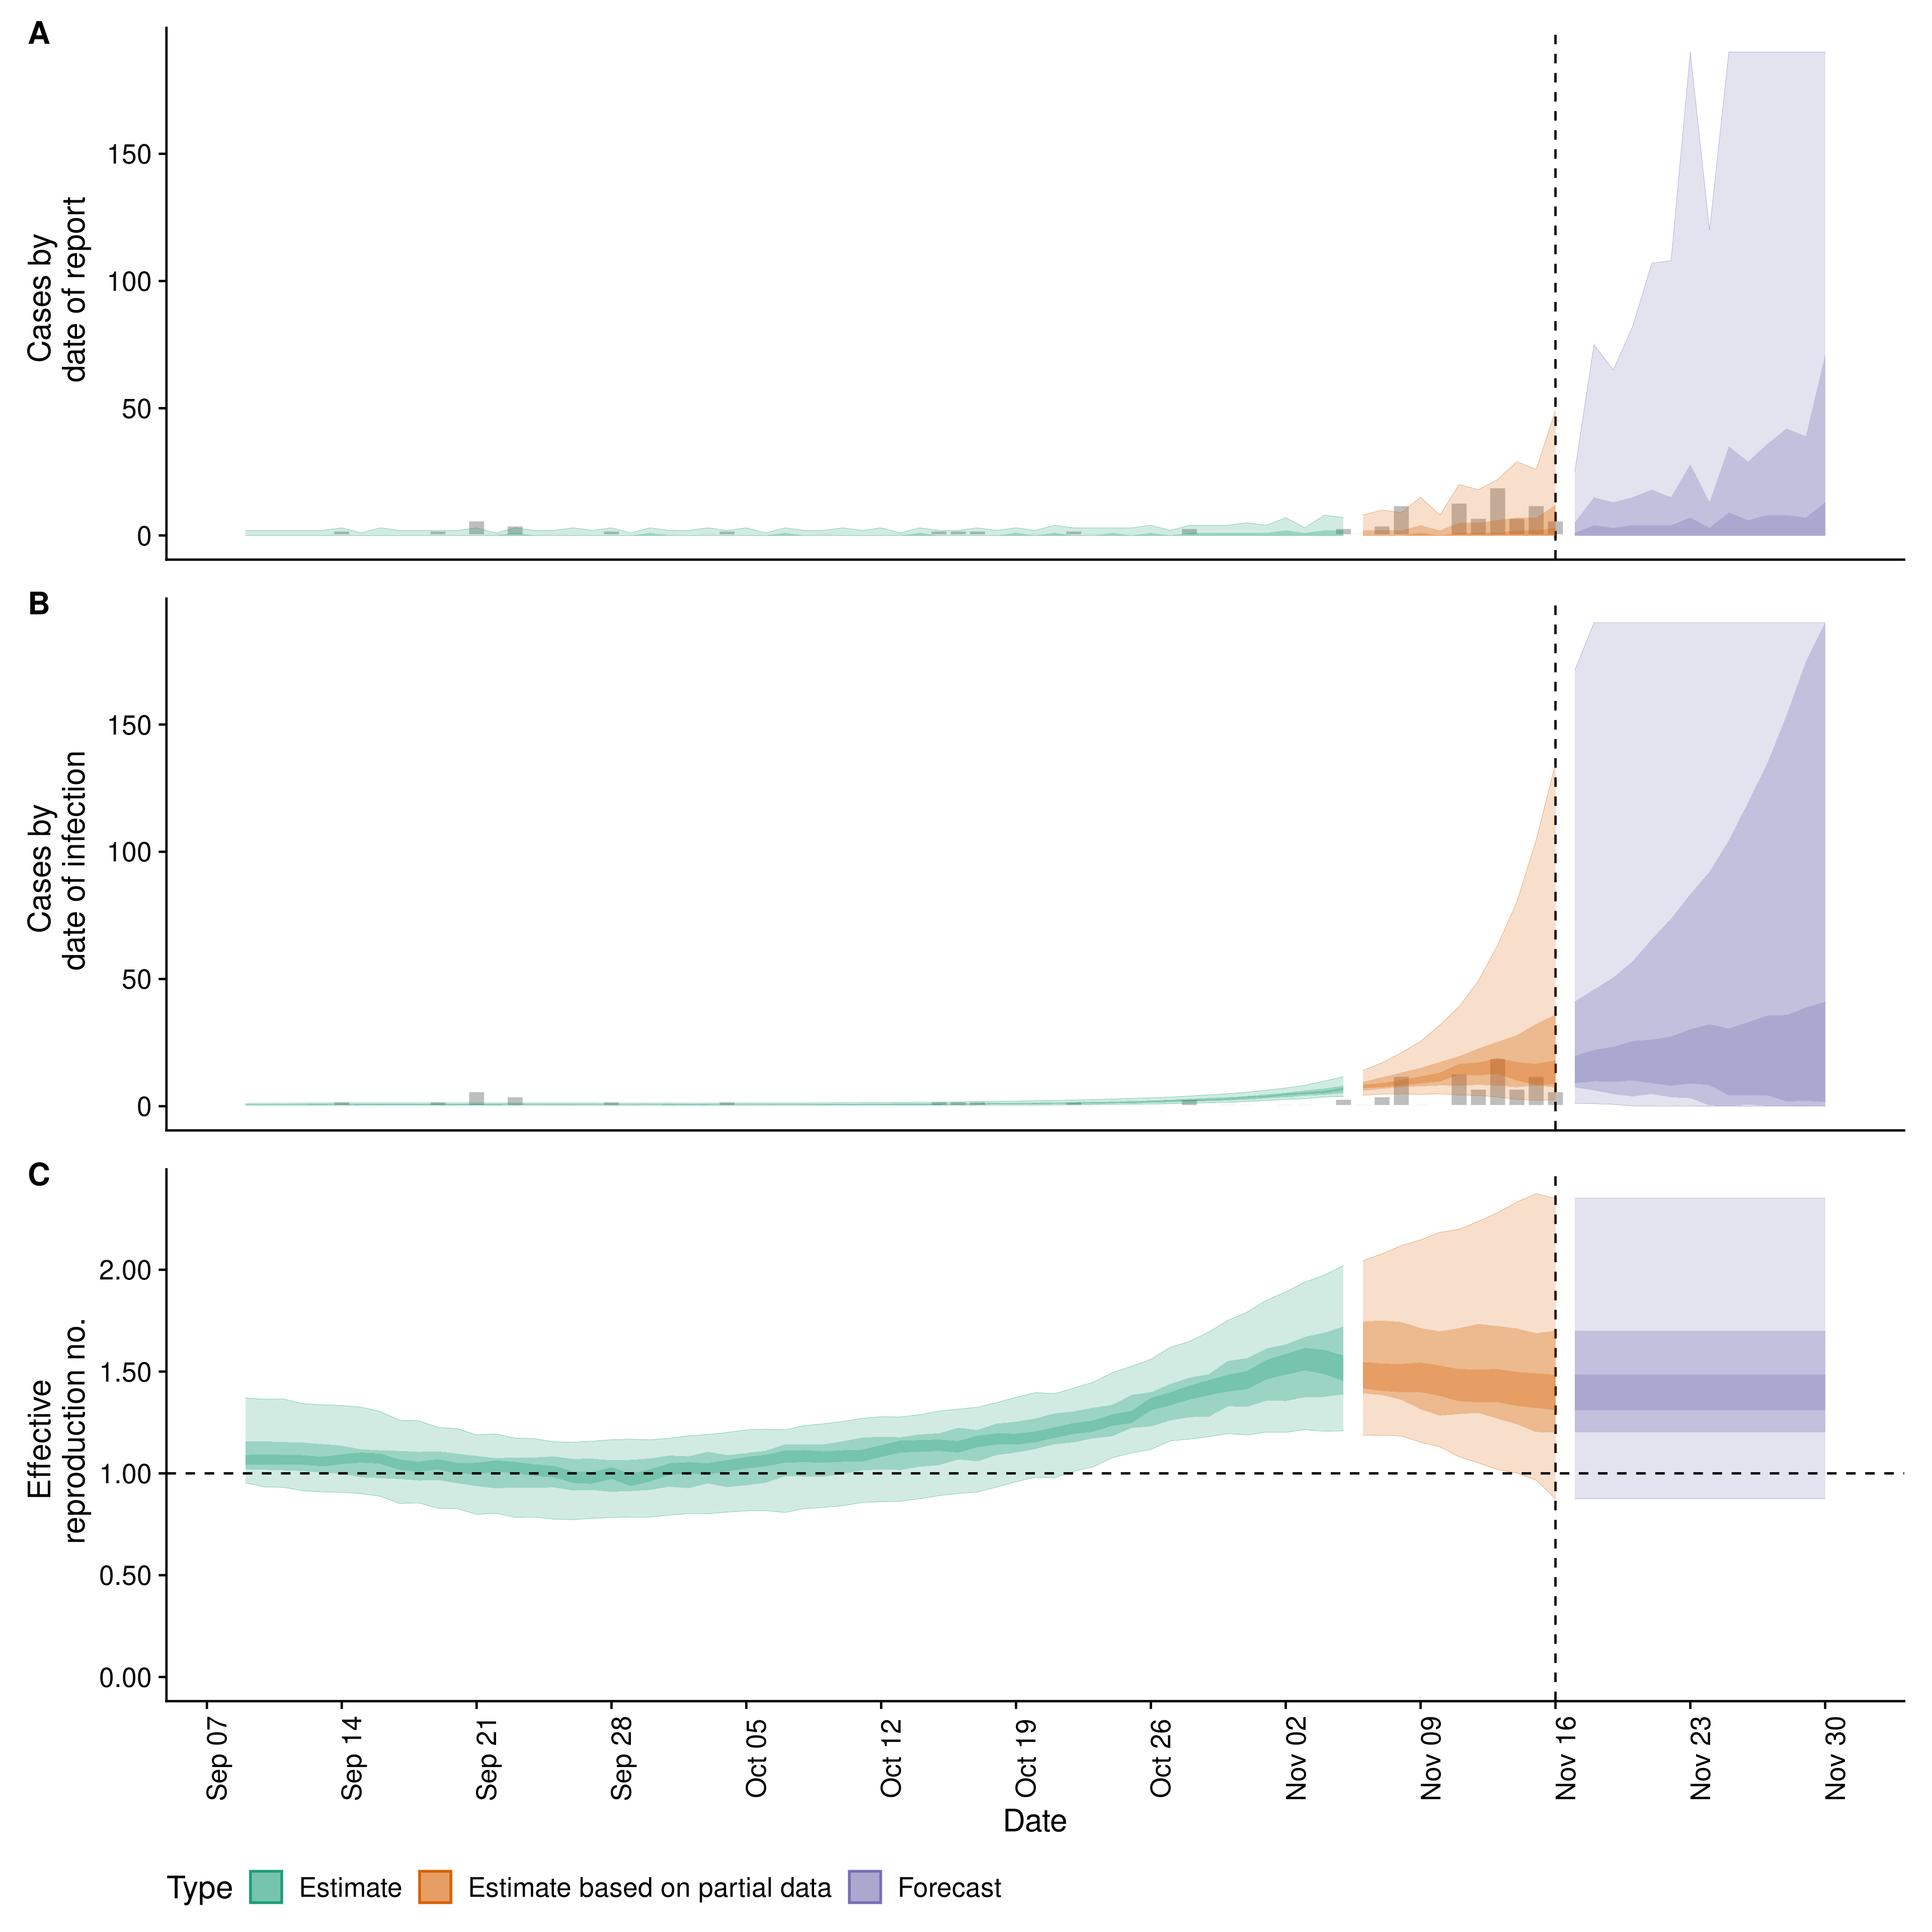 A
Cases by
date of report
150
100
50
0
B
Cases by
date of infection
150
100
50
0
C
Effective
reproduction no.
2.00
1.50
1.00
0.50
0.00
Sep 07
Sep 14
Sep 21
Sep 28
Oct 05
Oct 12
Oct 19
Oct 26
Nov 02
Nov 09
Nov 16
Nov 23
Nov 30
Date
Type Estimate Estimate based on partial data Forecast